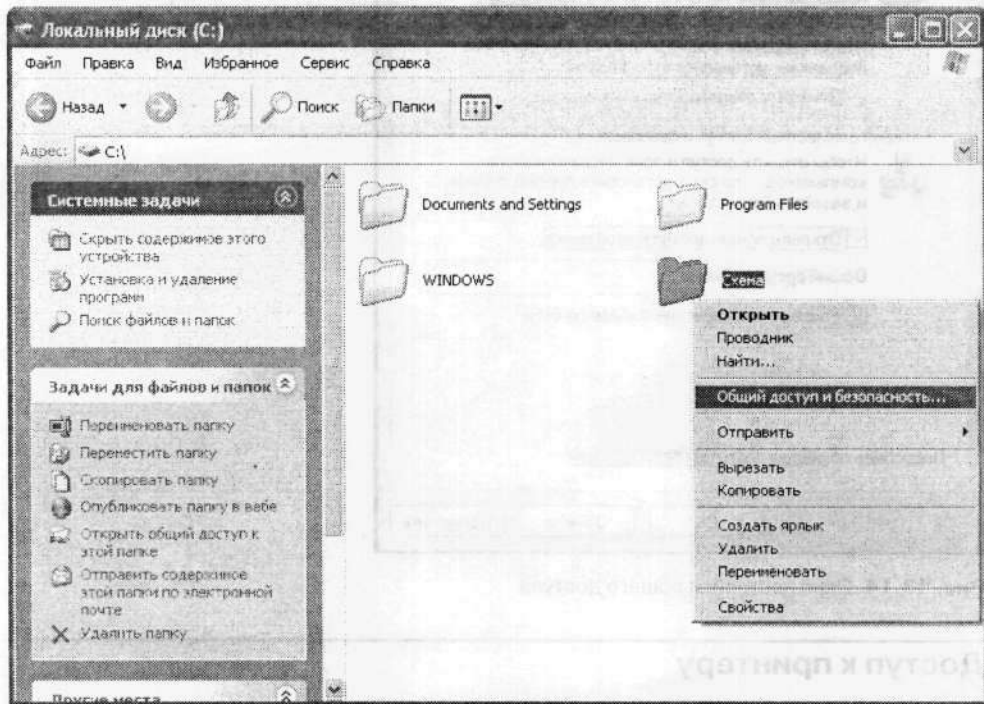 Локальный диск (C:)
Файл Правка Вид Избранное Сервис Справка
Назад Поиск Папки
Адрес: C:\
Системные задачи
Скрыть содержимое этого
устройства
Установка и удаление
программ
Поиск файлов и папок
Задачи для файлов и папок
Переименовать папку
Переместить папку
Скопировать папку
Опубликовать папку в вебе
Открыть общий доступ к
этой папке
Отправить содержимое
этой папки по электронной
почте
Удалить папку
Другие места
Documents and Settings
Program Files
WINDOWS
Схема
Открыть
Проводник
Найти...
Общий доступ и безопасность...
Отправить
Вырезать
Копировать
Создать ярлык
Удалить
Переименовать
Свойства
Доступ к принтеру